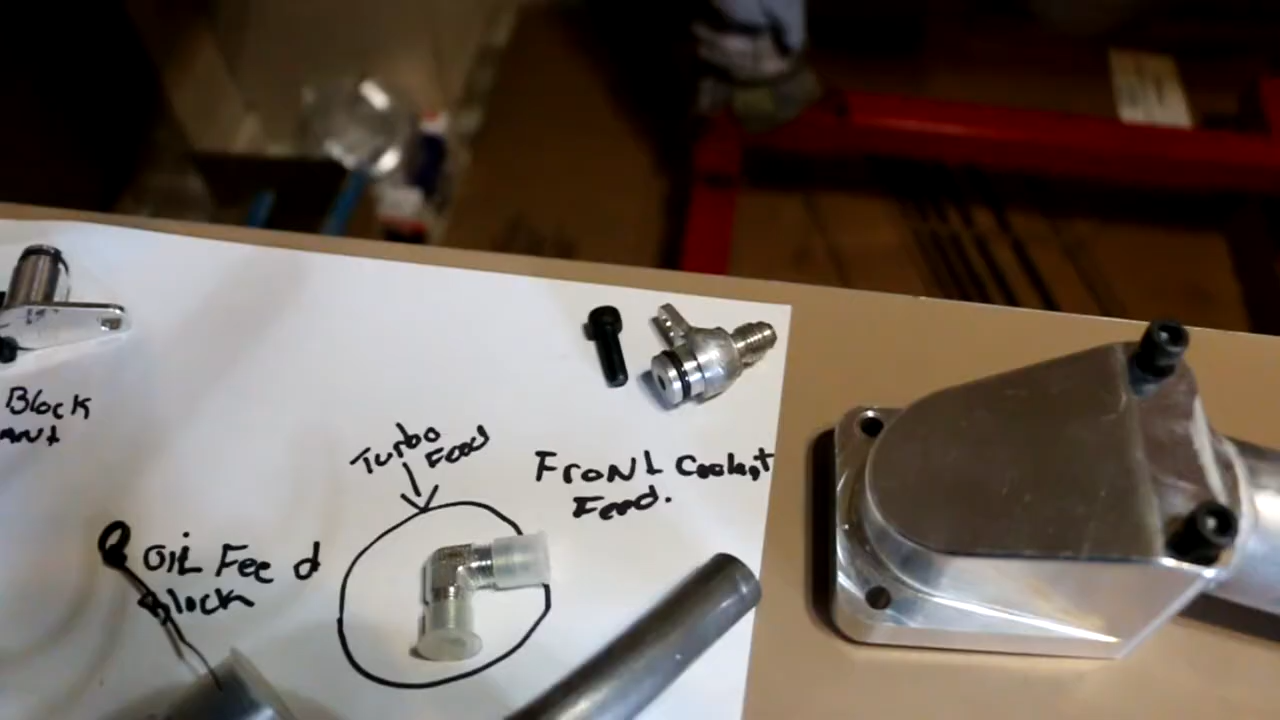 Block
Turbo
Feed
Front Coolant
Feed.
Oil Feed
Block